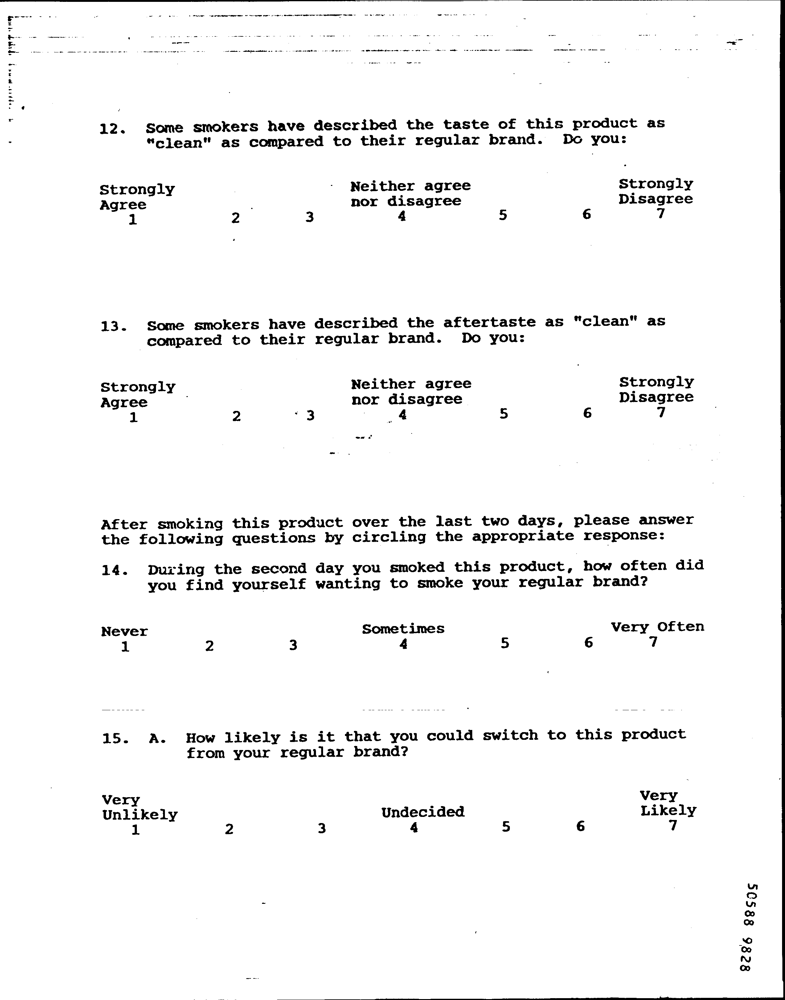 12. Some smokers have described the taste of this product as
"clean" as compared to their regular brand. Do you:
Strongly Neither agree Strongly
Agree nor disagree Disagree
1 2 3 4 5 6 7
13. Some smokers have described the aftertaste as "clean" as
compared to their regular brand. Do you:
Strongly Neither agree Strongly
Agree nor disagree Disagree
1 2 3 4 5 6 7
After smoking this product over the last two days, please answer
the following questions by circling the appropriate response:
14. During the second day you smoked this product, how often did
you find yourself wanting to smoke your regular brand?
Never Sometimes Very Often
1 2 3 4 5 6 7
15. A. How likely is it that you could switch to this product
from your regular brand?
Very Very
Unlikely Undecided Likely
1 2 3 4 5 6 7
50588 9828